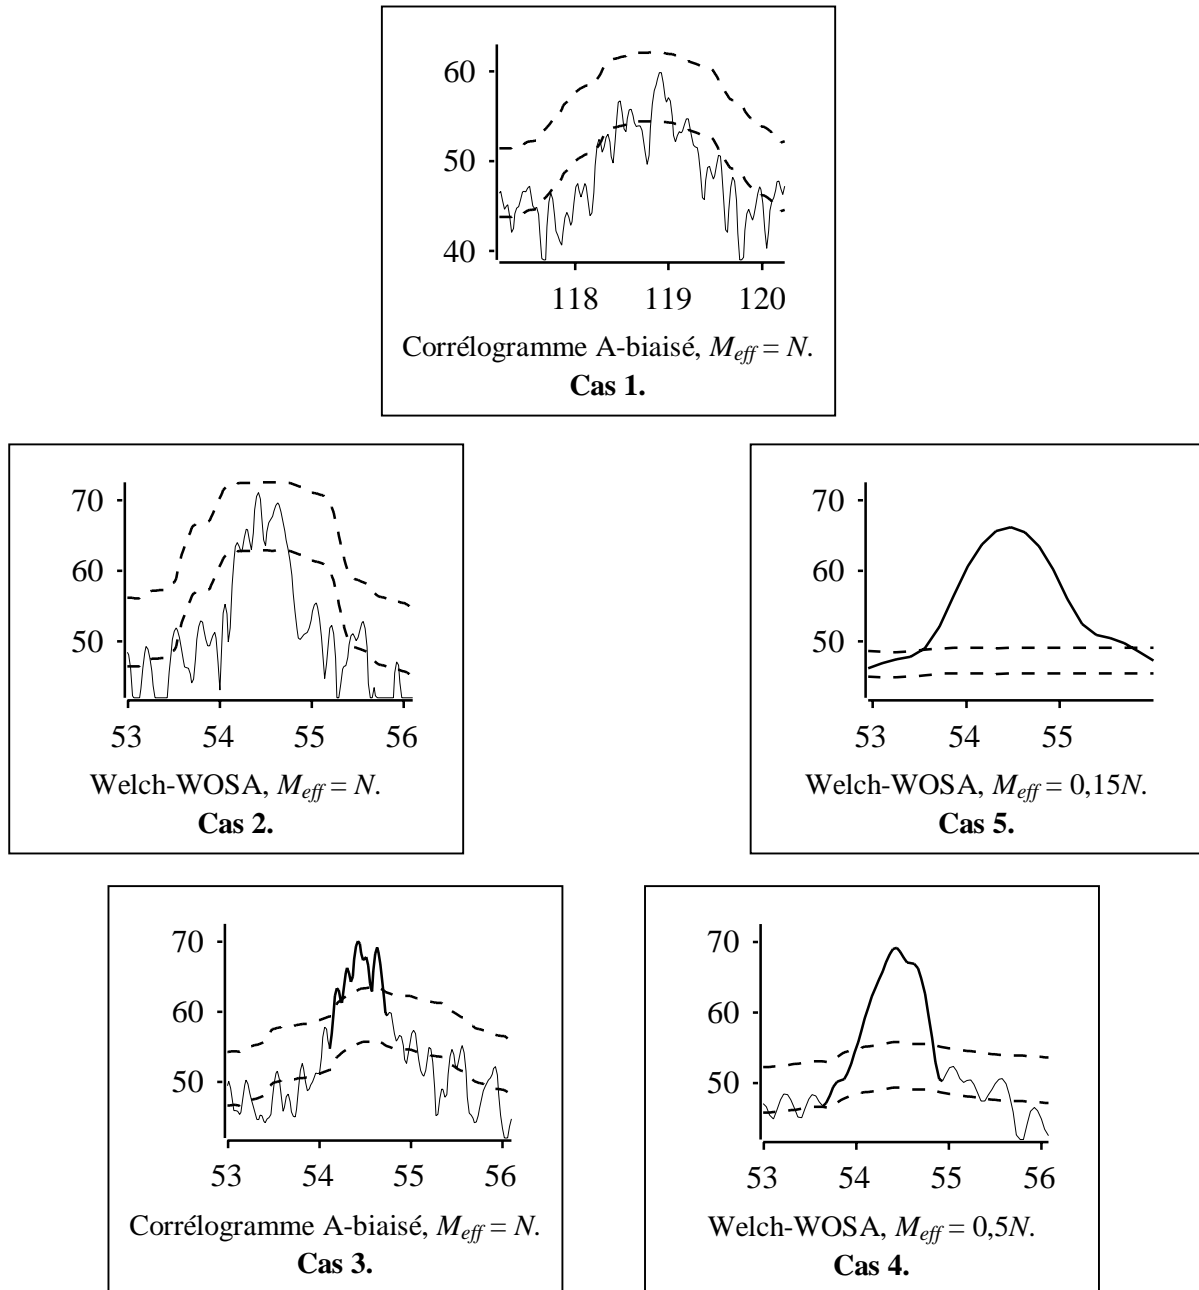 60
50
40
118 119 120
Corrélogramme A-biaisé, Meff = N.
Cas 1.
70
60
50
53 54 55 56
Welch-WOSA, Meff = N.
Cas 2.
70
60
50
53 54 55
Welch-WOSA, Meff = 0,15N.
Cas 5.
70
60
50
53 54 55 56
Corrélogramme A-biaisé, Meff = N.
Cas 3.
70
60
50
53 54 55 56
Welch-WOSA, Meff = 0,5N.
Cas 4.